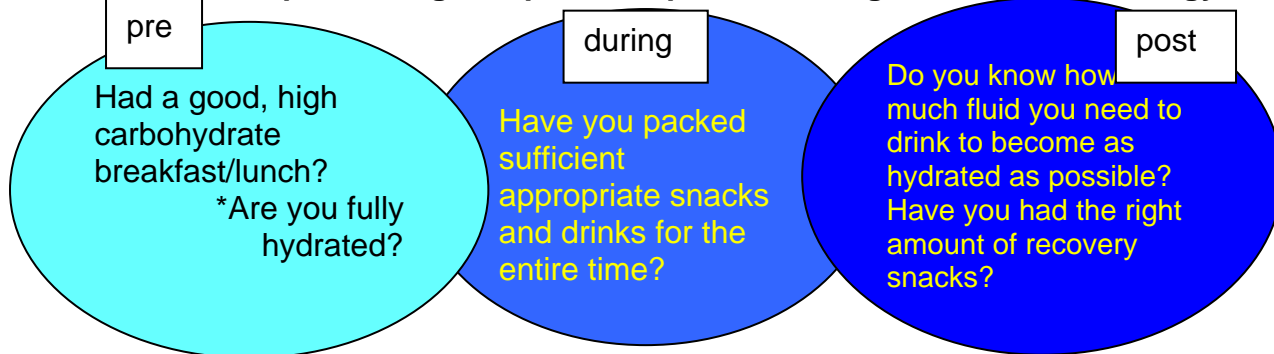 pre
Had a good, high
carbohydrate
breakfast/lunch?
*Are you fully
hydrated?
during
Have you packed
sufficient
appropriate snacks
and drinks for the
entire time?
post
Do you know how
much fluid you need to
drink to become as
hydrated as possible?
Have you had the right
amount of recovery
snacks?